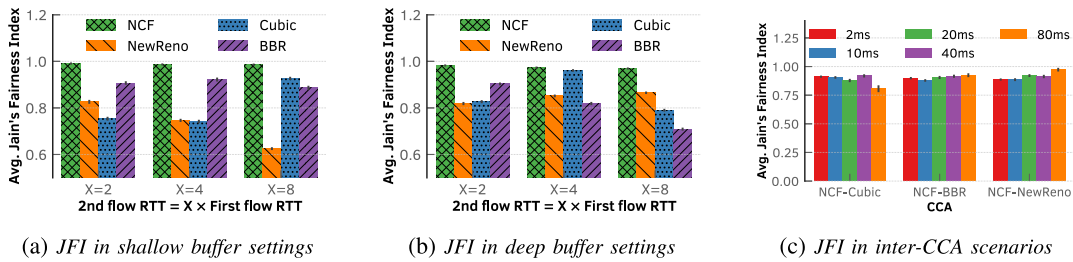 Avg. Jain's Fairness Index
1.2
1.0
0.8
0.6
NCF
NewReno
Cubic
BBR
X=2
X=4
X=8
2nd flow RTT = X × First flow RTT
(a) JFI in shallow buffer settings
Avg. Jain's Fairness Index
1.2
1.0
0.8
0.6
NCF
NewReno
Cubic
BBR
X=2
X=4
X=8
2nd flow RTT = X × First flow RTT
(b) JFI in deep buffer settings
Avg. Jain's Fairness Index
1.25
1.00
0.75
0.50
0.25
0.00
2ms
10ms
20ms
40ms
80ms
NCF-Cubic
NCF-BBR
NCF-NewReno
CCA
(c) JFI in inter-CCA scenarios